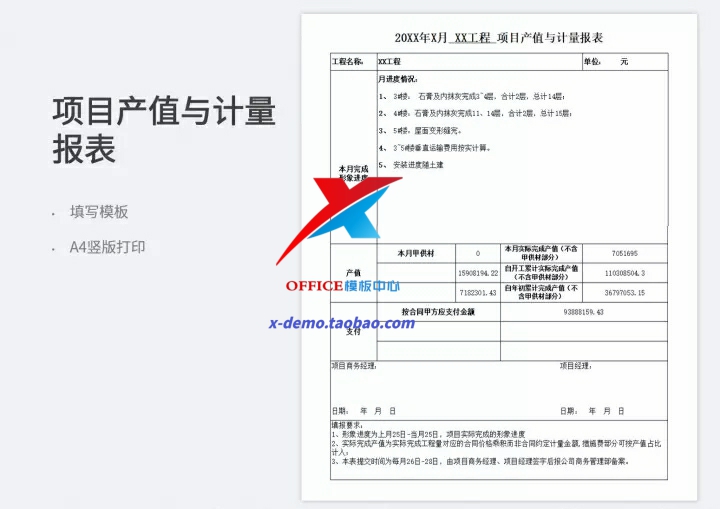 项目产值与计量
报表
· 填写模板
· A4竖版打印
20XX年X月 XX工程 项目产值与计量报表
工程名称: XX工程 单位: 元
月进度情况:
1、 3#楼: 石膏及内抹灰完成3~4层, 合计2层, 总计14层;
2、 4#楼: 石膏及内抹灰完成11、14层, 合计2层, 总计15层;
3、 5#楼, 屋面变形缝完。
4、 3~5#楼垂直运输费用按实计算。
5、 安装进度随土建
本月完成
形象进度
产值 本月甲供材 0 本月实际完成产值(不含甲供材部分) 7051695
15908194.22 自开工累计实际完成产值(不含甲供材部分) 110308504.3
7182301.43 自年初累计完成产值(不含甲供材部分) 36797053.15
OFFICE模板中心
x-demo.taobao.com
支付 按合同甲方应支付金额 93888159.43
项目商务经理: 项目经理:
日期: 年 月 日 日期: 年 月 日
填报要求:
1、形象进度为上月25日-当月25日, 项目实际完成的形象进度
2、实际完成产值为实际完成工程量对应的合同价格乘积而非合同约定计量金额, 措施费部分可按产值占比
计入;
3、本表提交时间为每月26日-28日, 由项目商务经理、项目经理签字后报公司商务管理部备案。